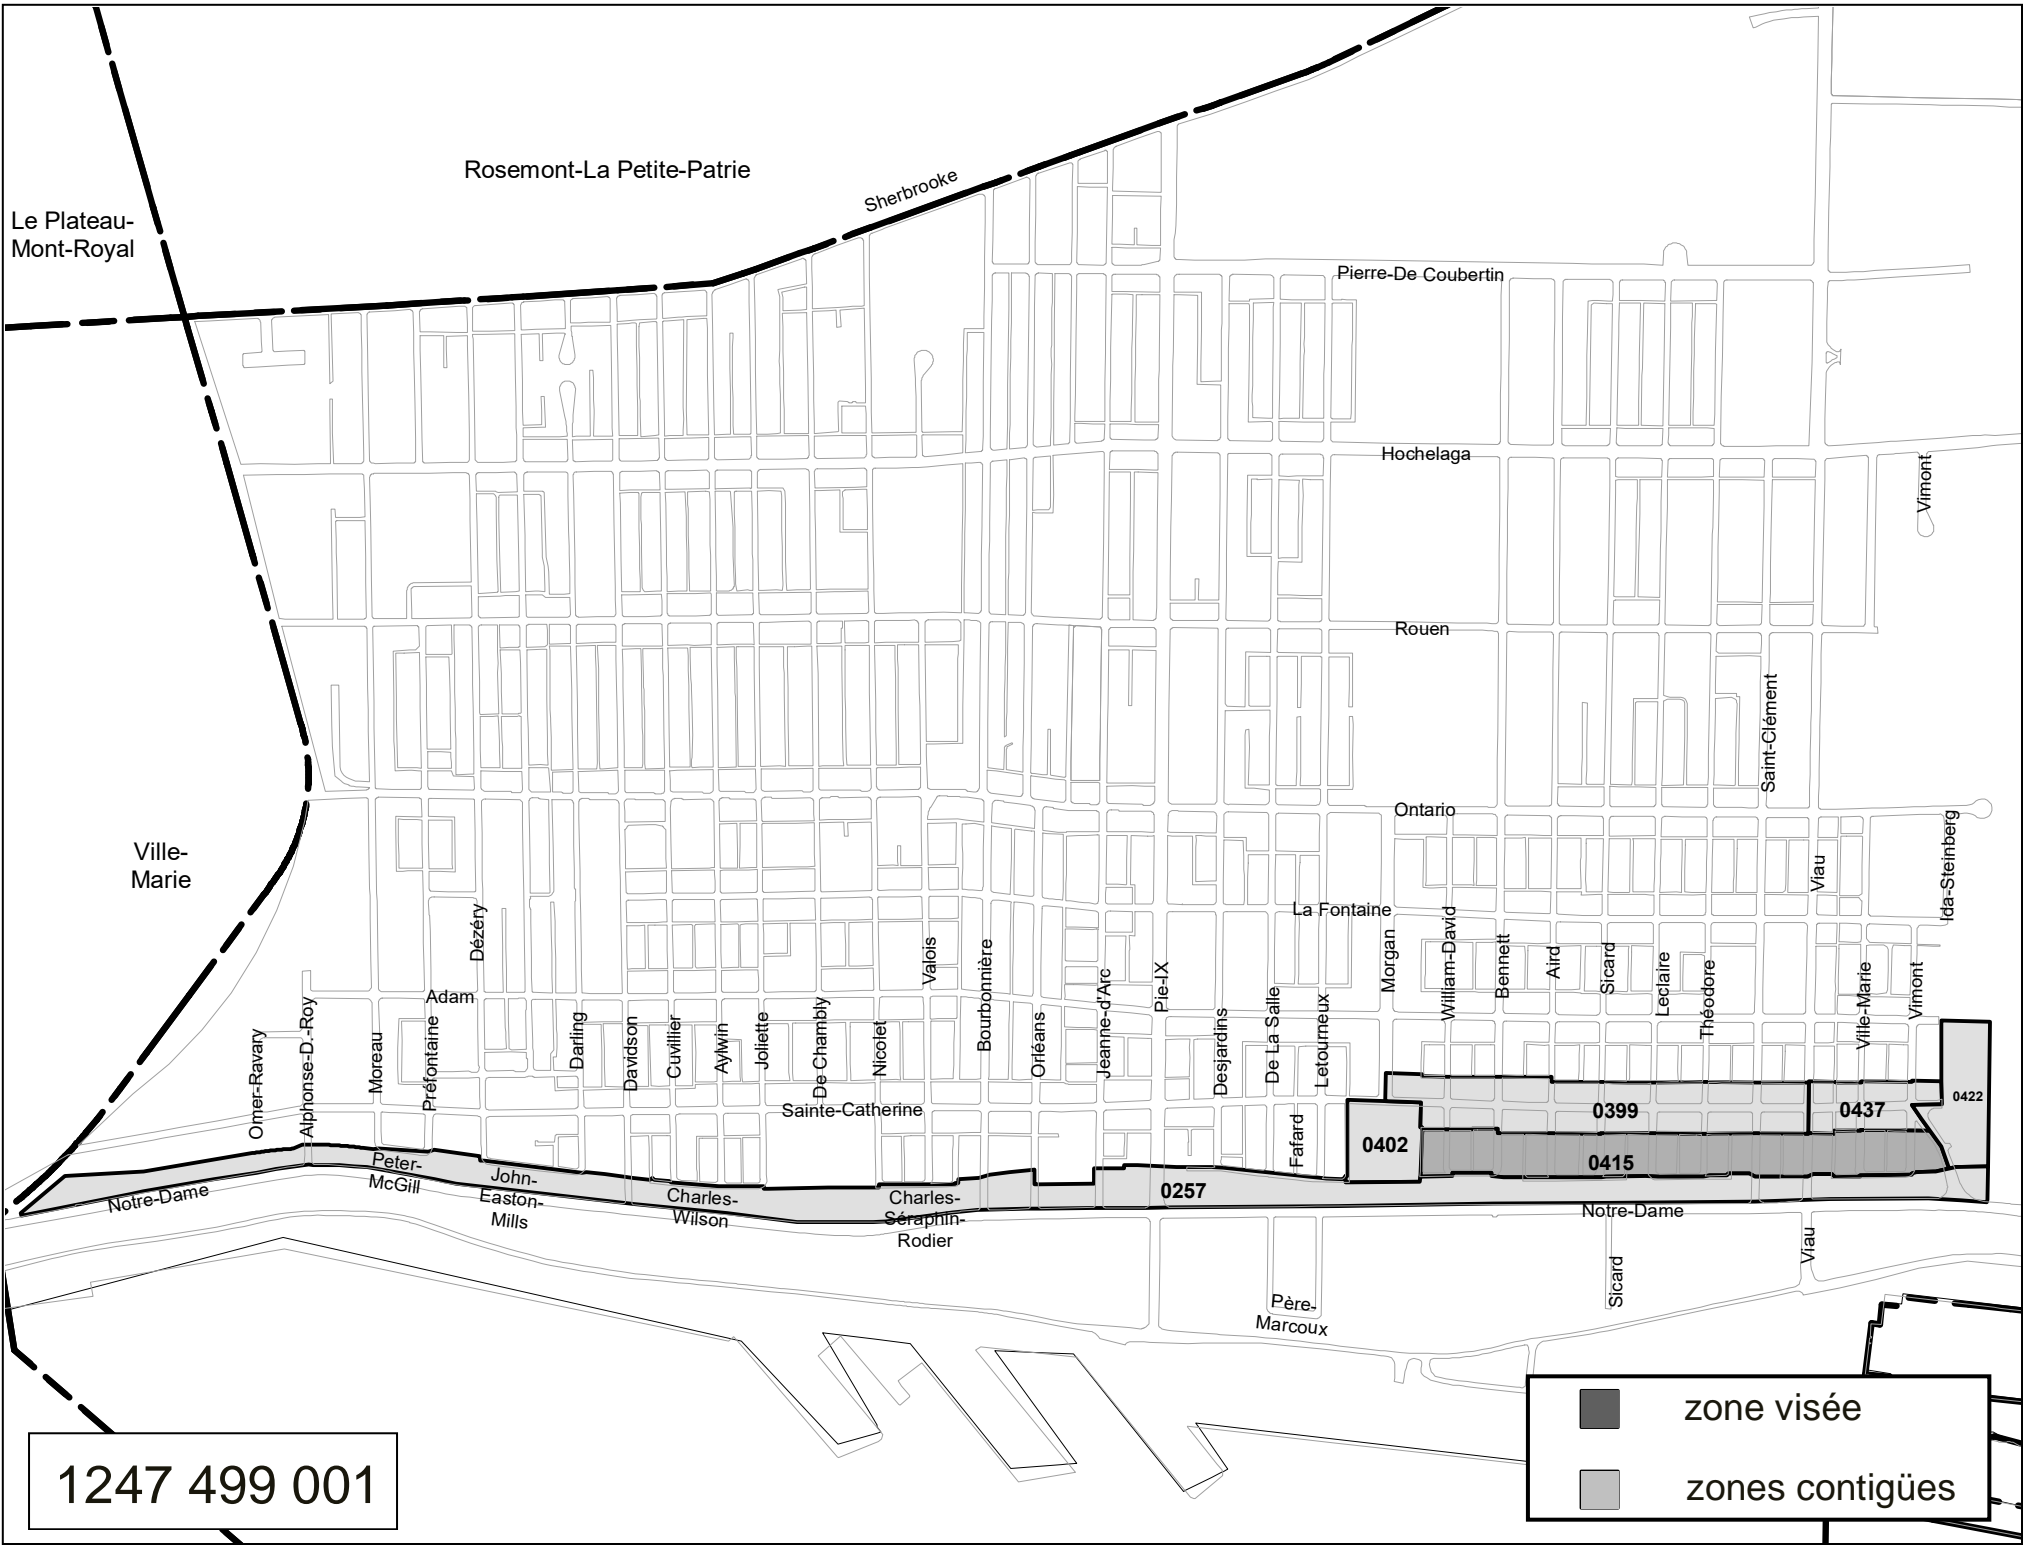 Rosemont-La Petite-Patrie
Sherbrooke
Le Plateau-
Mont-Royal
Pierre-De Coubertin
Hochelaga
Vimont
Rouen
Saint-Clément
Ontario
Ville-
Marie
Viau
Ida-Steinberg
La Fontaine
Dézéry
Valois
Bourbonnière
Morgan
William-David
Bennett
Aird
Sicard
Leclaire
Théodore
Ville-Marie
Vimont
Adam
Omer-Ravary
Alphonse-D.-Roy
Moreau
Préfontaine
Darling
Davidson
Cuvillier
Aylwin
Joliette
De Chambly
Nicolet
Orléans
Jeanne-d'Arc
Pie-IX
Desjardins
De La Salle
Letourneux
Sainte-Catherine
Fafard
0422
0399
0437
0402
0415
0257
Peter-
McGill
John-
Easton-
Mills
Notre-Dame
Charles-
Wilson
Charles-
Séraphin-
Rodier
Notre-Dame
Viau
Sicard
Père-
Marcoux
zone visée
zones contigües
1247 499 001